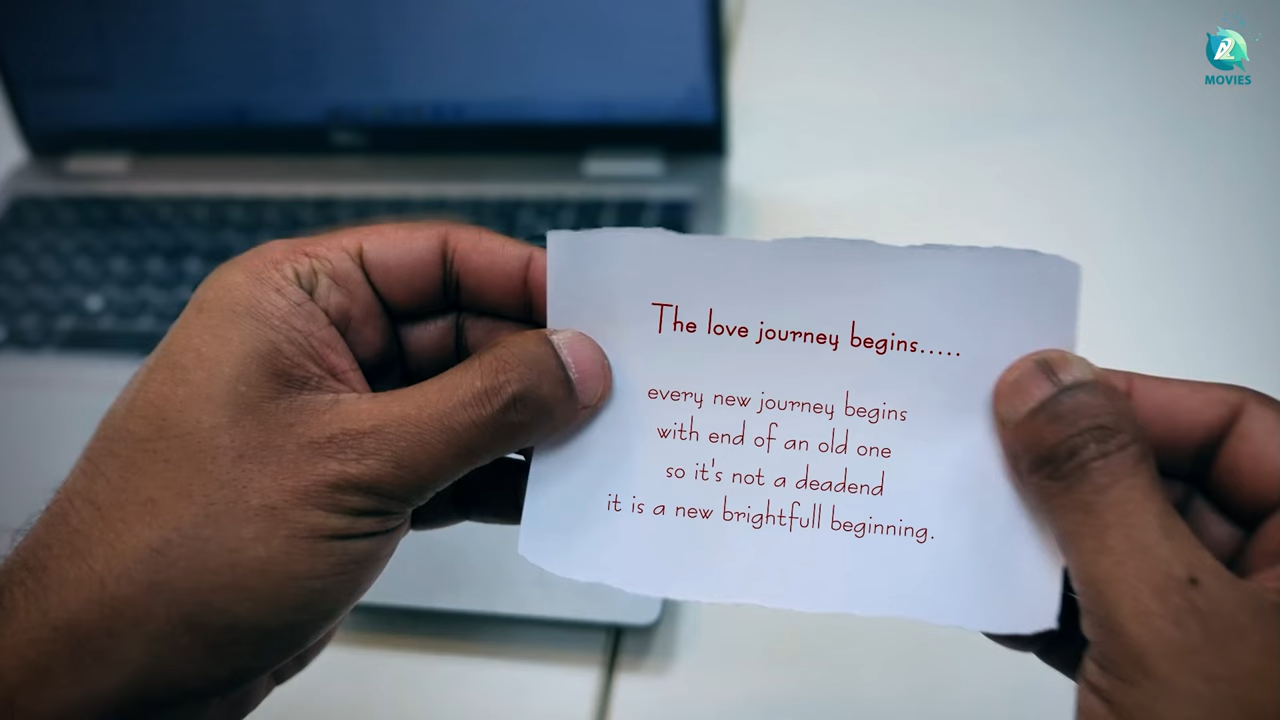 The love journey begins.....
every new journey begins
with end of an old one
so it's not a deadend
it is a new brightfull beginning.
MOVIES